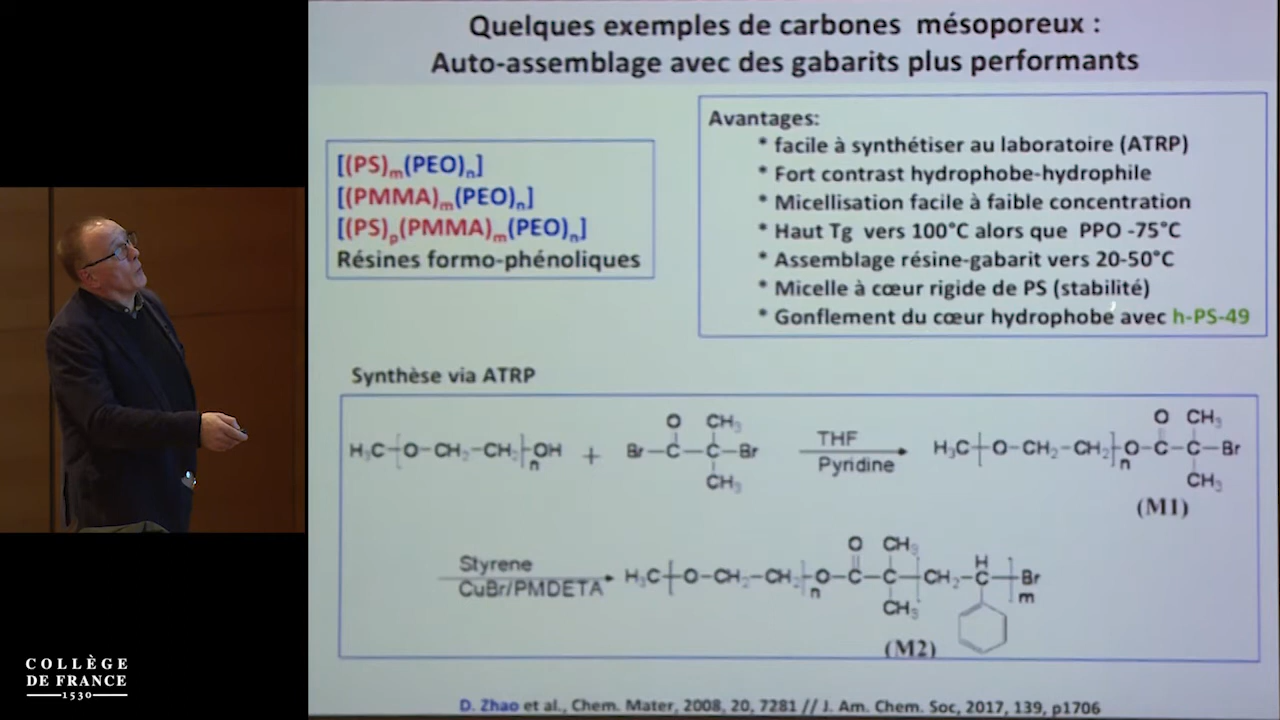 Quelques exemples de carbones mésoporeux :
Auto-assemblage avec des gabarits plus performants
[(PS)m(PEO)n]
[(PMMA)m(PEO)n]
[(PS)p(PMMA)m(PEO)n]
Résines formo-phénoliques
Avantages:
* facile à synthétiser au laboratoire (ATRP)
* Fort contrast hydrophobe-hydrophile
* Micellisation facile à faible concentration
* Haut Tg vers 100°C alors que PPO -75°C
* Assemblage résine-gabarit vers 20-50°C
* Micelle à cœur rigide de PS (stabilité)
* Gonflement du cœur hydrophobe avec h-PS-49
Synthèse via ATRP
O CH3 O CH3
H3C-[O-CH2-CH2]n-OH + Br-C-C-Br THF Pyridine H3C-[O-CH2-CH2]n-O-C-C-Br
CH3 CH3
(M1)
O CH3 H
Styrene CuBr/PMDETA H3C-[O-CH2-CH2]n-O-C-C-[CH2-C]m-Br
CH3
(M2)
D. Zhao et al., Chem. Mater, 2008, 20, 7281 // J. Am. Chem. Soc, 2017, 139, p1706
COLLÈGE
DE FRANCE
1530